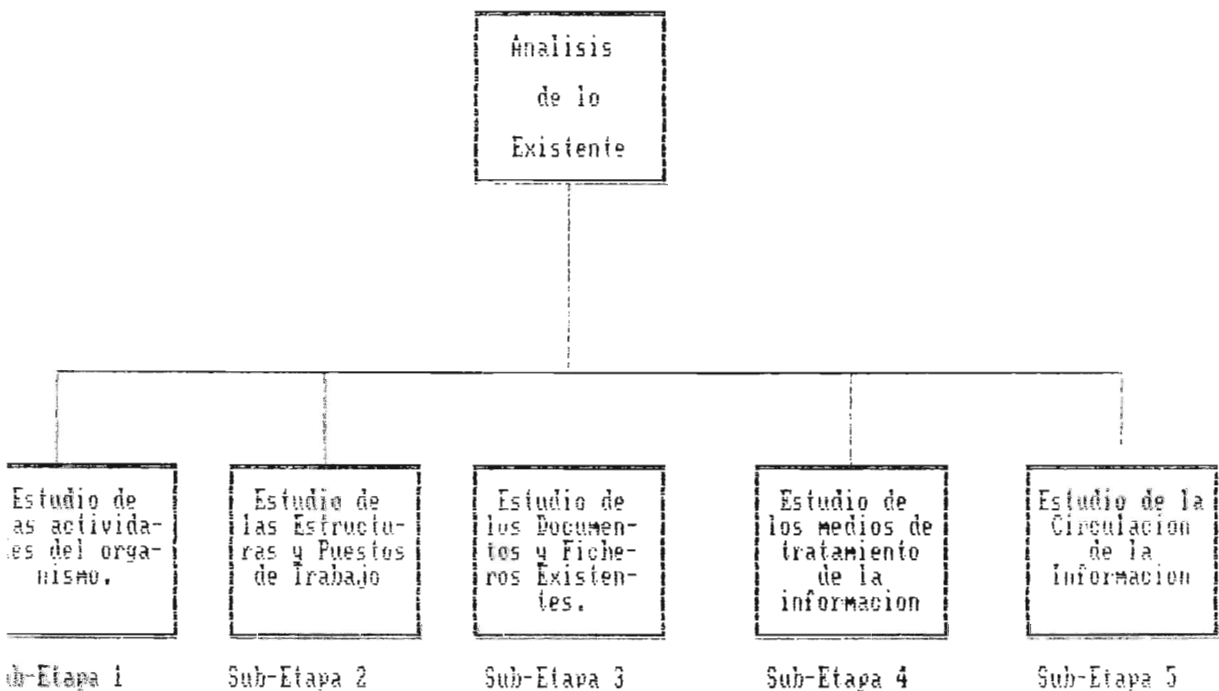 Analisis
de lo
Existente
Estudio de
as activida-
es del orga-
nismo.
Sub-Etapa 1
Estudio de
las Estructu-
ras y Puestos
de Trabajo
Sub-Etapa 2
Estudio de
los Documen-
tos y Fiche-
ros Existen-
tes.
Sub-Etapa 3
Estudio de
los medios de
tratamiento
de la
informacion
Sub-Etapa 4
Estudio de la
Circulacion
de la
Informacion
Sub-Etapa 5